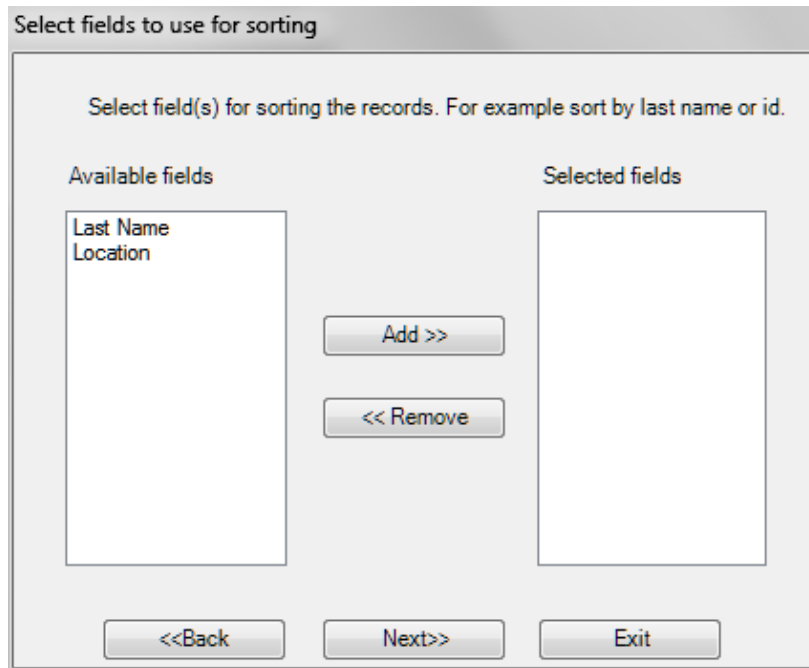 Select fields to use for sorting
Select field(s) for sorting the records. For example sort by last name or id.
Available fields
Selected fields
Last Name
Location
Add >>
<< Remove
<<Back
Next>>
Exit